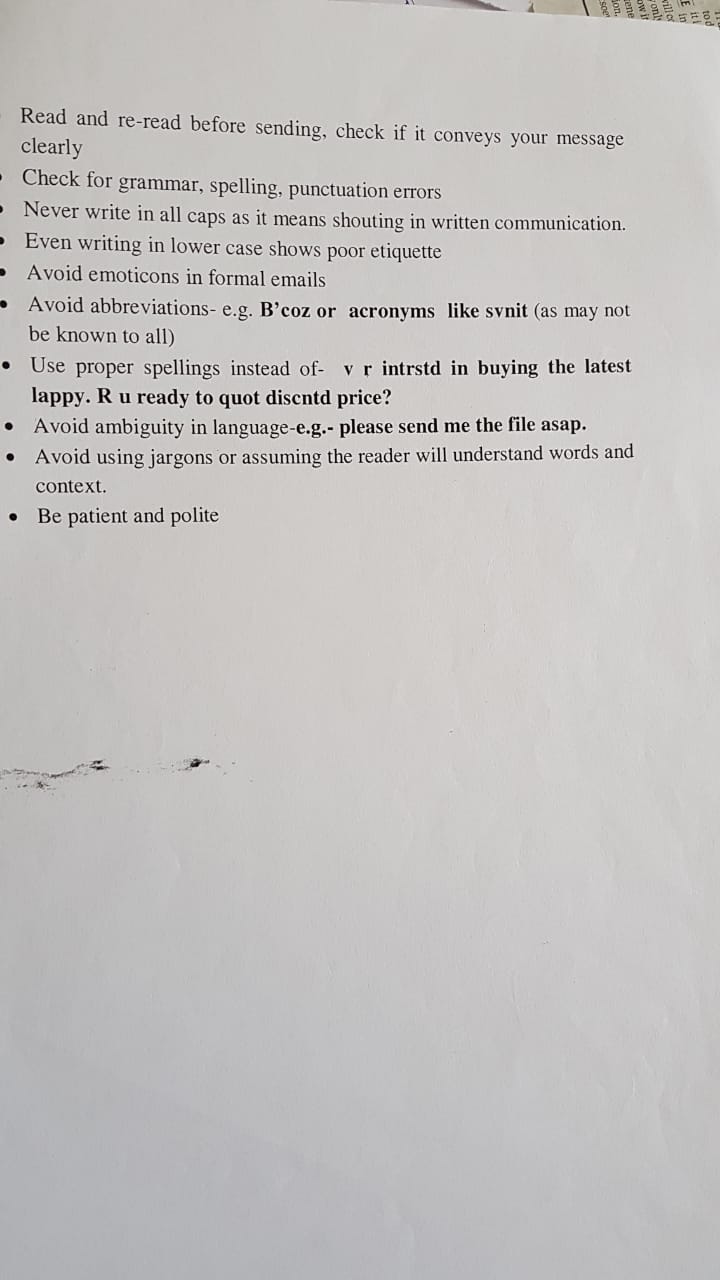 Read and re-read before sending, check if it conveys your message
clearly
• Check for grammar, spelling, punctuation errors
• Never write in all caps as it means shouting in written communication.
• Even writing in lower case shows poor etiquette
• Avoid emoticons in formal emails
• Avoid abbreviations- e.g. B’coz or acronyms like svnit (as may not
be known to all)
• Use proper spellings instead of- v r intrstd in buying the latest
lappy. R u ready to quot discntd price?
• Avoid ambiguity in language-e.g.- please send me the file asap.
• Avoid using jargons or assuming the reader will understand words and
context.
• Be patient and polite